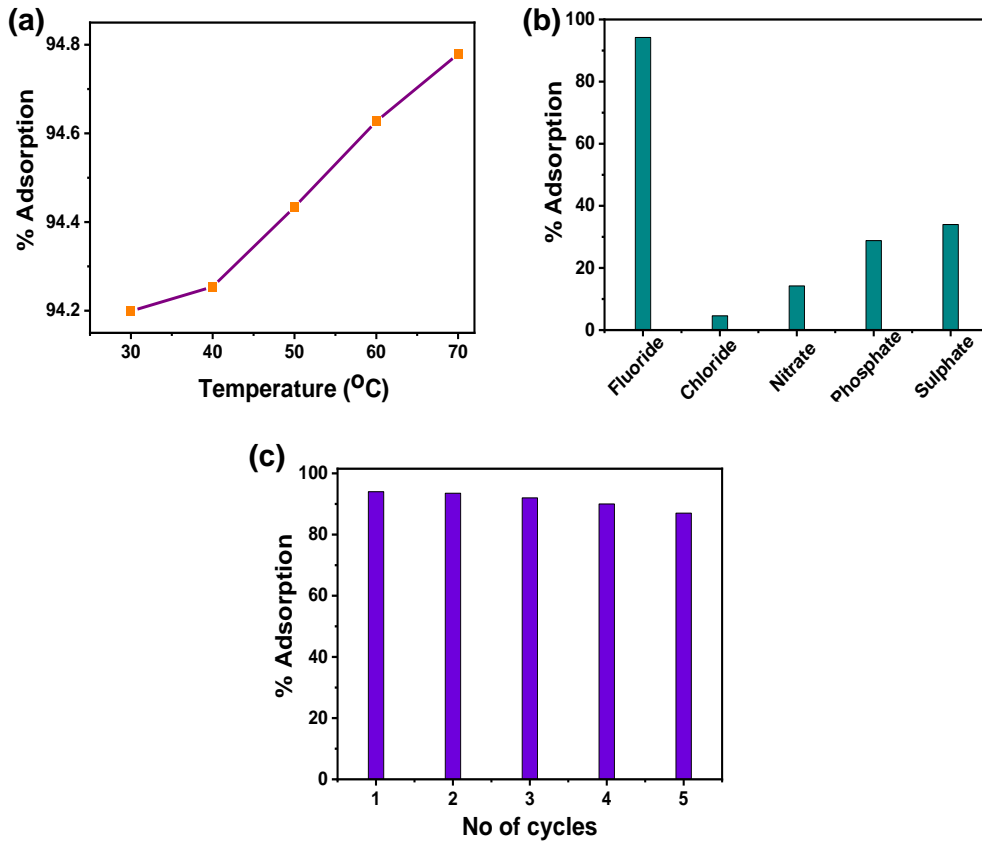 (a)
% Adsorption
94.8
94.6
94.4
94.2
30 40 50 60 70
Temperature (⁰C)
(b)
% Adsorption
100
80
60
40
20
0
Fluoride
Chloride
Nitrate
Phosphate
Sulphate
(c)
% Adsorption
100
80
60
40
20
0
1 2 3 4 5
No of cycles